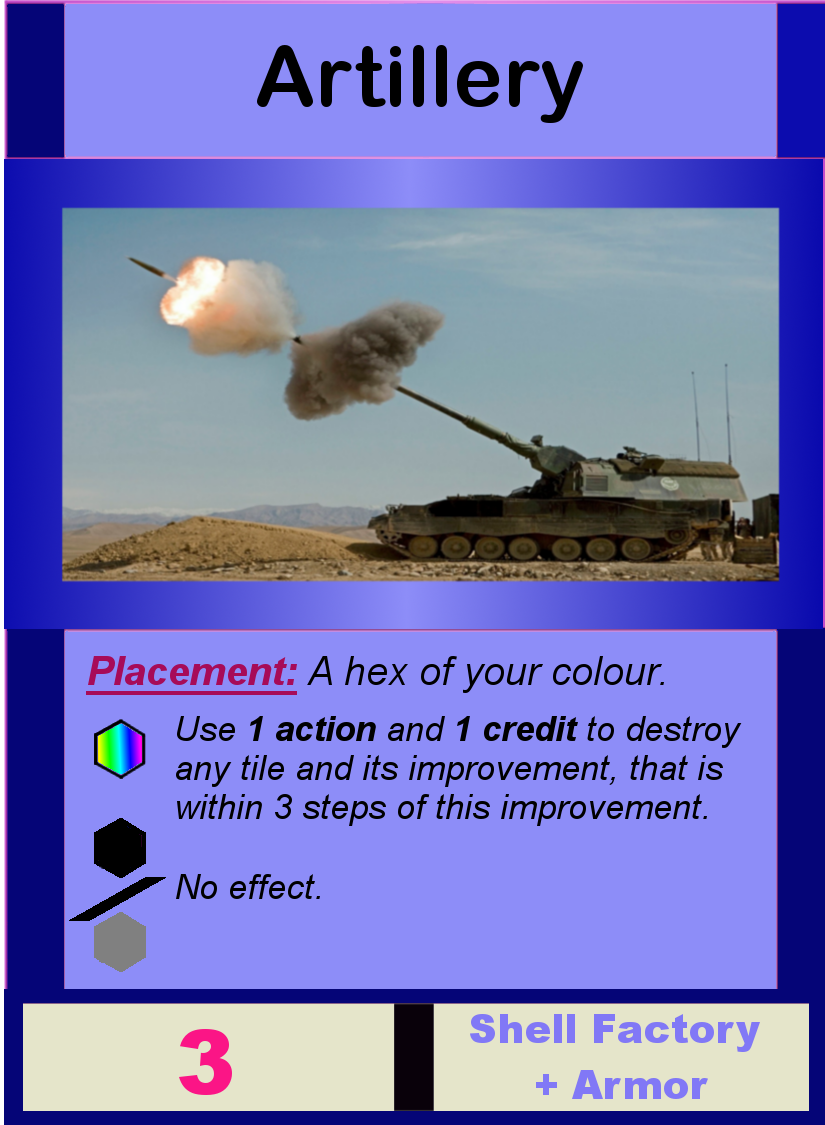 Artillery
Placement: A hex of your colour.
Use 1 action and 1 credit to destroy
any tile and its improvement, that is
within 3 steps of this improvement.
No effect.
3
Shell Factory
+ Armor